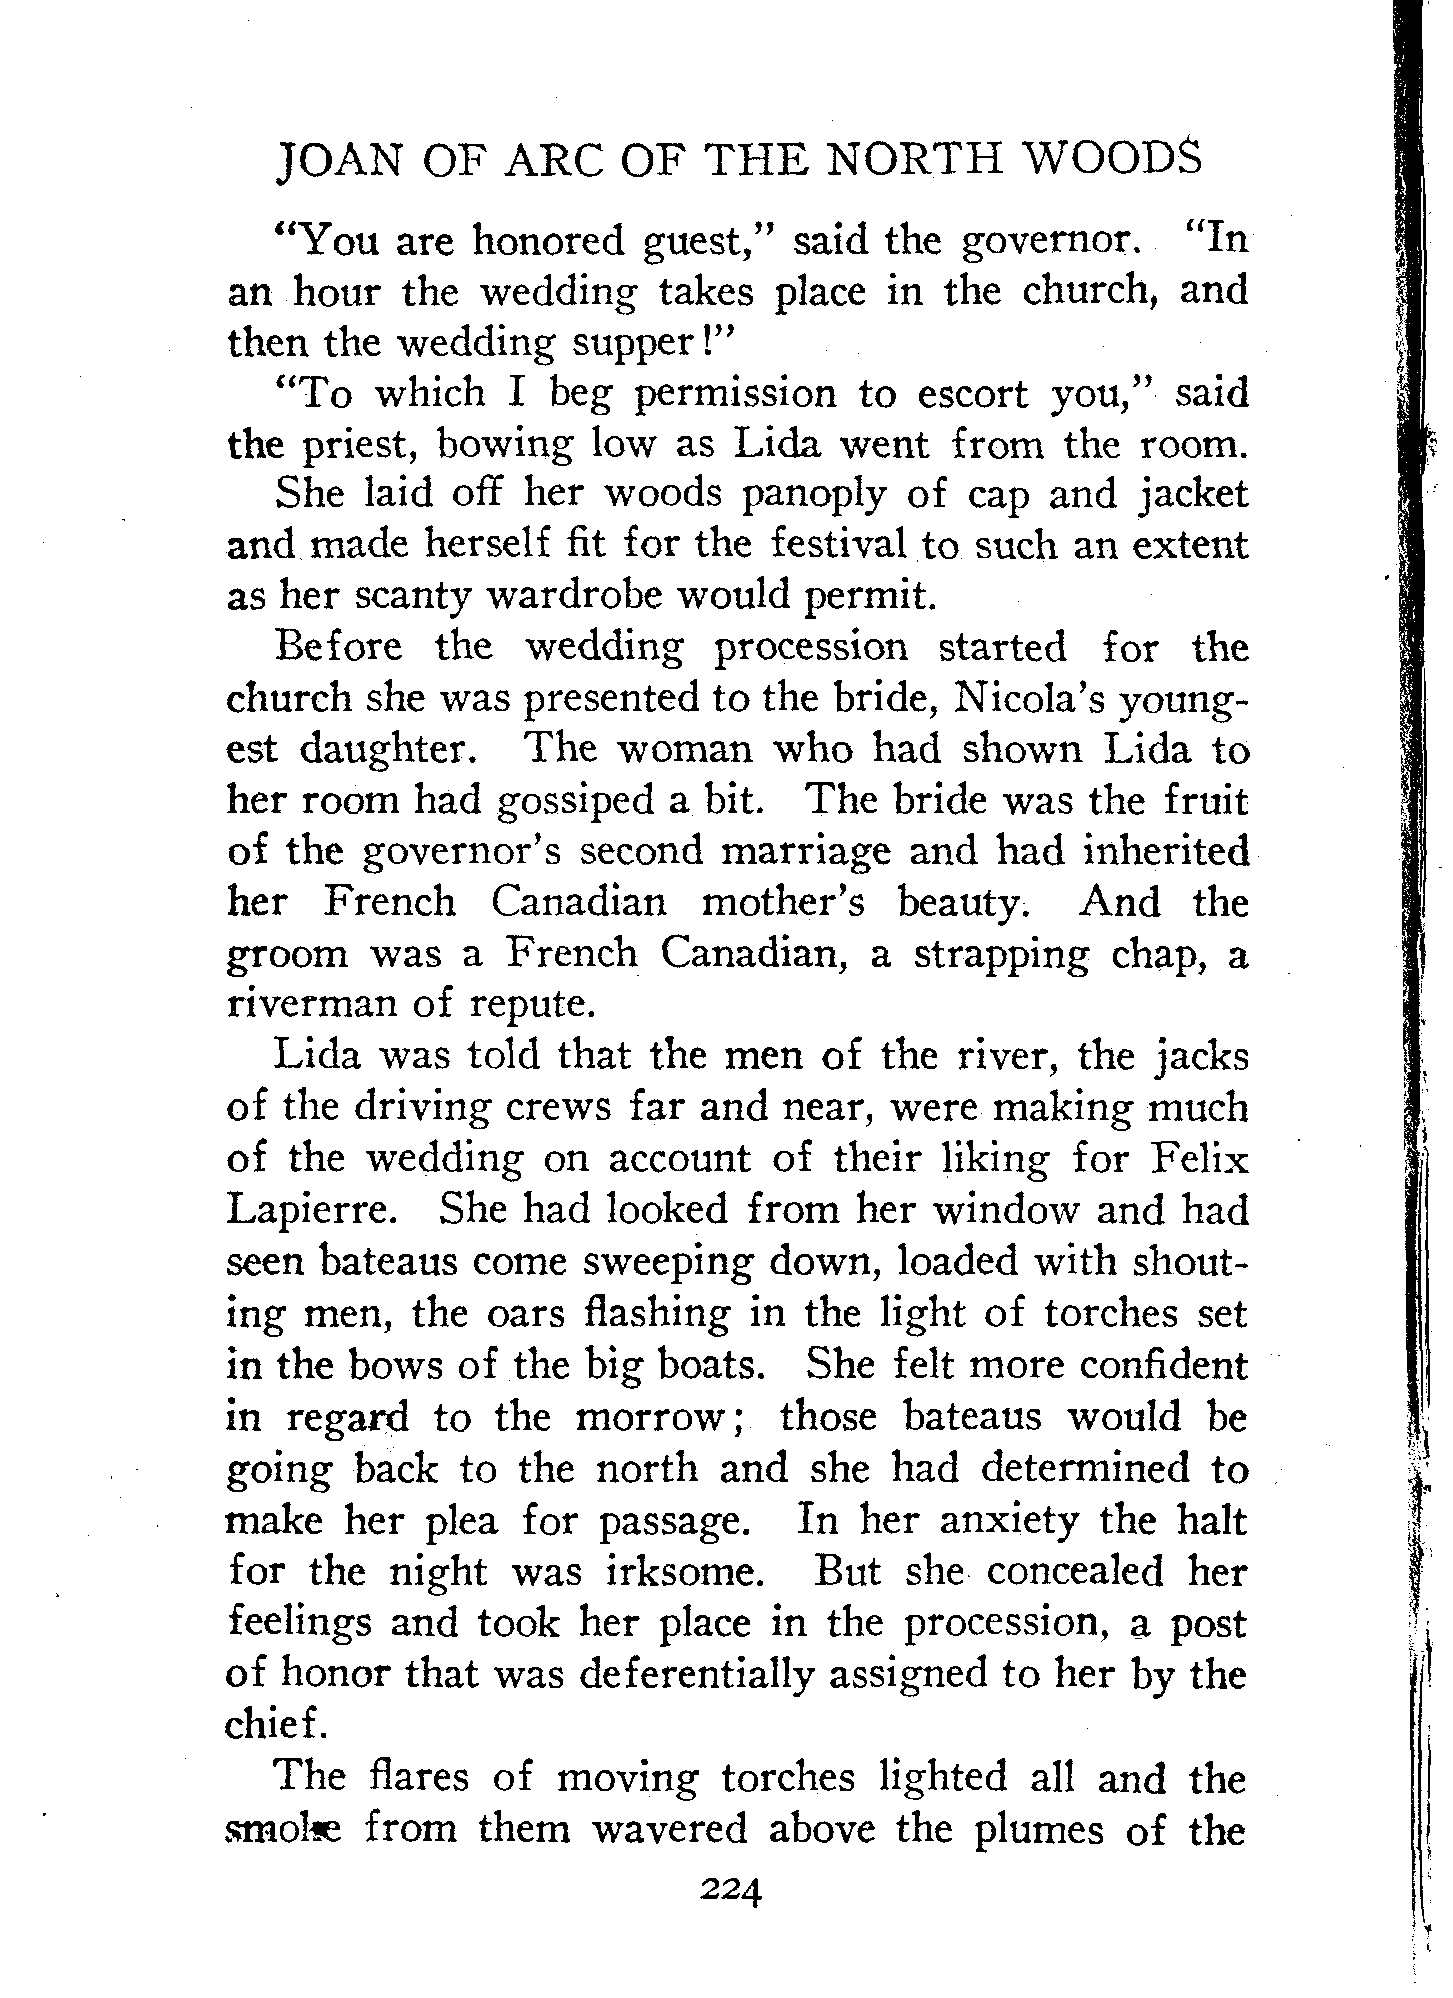 JOAN OF ARC OF THE NORTH WOODS
“You are honored guest,” said the governor. “In
an hour the wedding takes place in the church, and
then the wedding supper!”
“To which I beg permission to escort you,” said
the priest, bowing low as Lida went from the room.
She laid off her woods panoply of cap and jacket
and made herself fit for the festival to such an extent
as her scanty wardrobe would permit.
Before the wedding procession started for the
church she was presented to the bride, Nicola's young-
est daughter. The woman who had shown Lida to
her room had gossiped a bit. The bride was the fruit
of the governor's second marriage and had inherited
her French Canadian mother's beauty. And the
groom was a French Canadian, a strapping chap, a
riverman of repute.
Lida was told that the men of the river, the jacks
of the driving crews far and near, were making much
of the wedding on account of their liking for Felix
Lapierre. She had looked from her window and had
seen bateaus come sweeping down, loaded with shout-
ing men, the oars flashing in the light of torches set
in the bows of the big boats. She felt more confident
in regard to the morrow; those bateaus would be
going back to the north and she had determined to
make her plea for passage. In her anxiety the halt
for the night was irksome. But she concealed her
feelings and took her place in the procession, a post
of honor that was deferentially assigned to her by the
chief.
The flares of moving torches lighted all and the
smoke from them wavered above the plumes of the
224